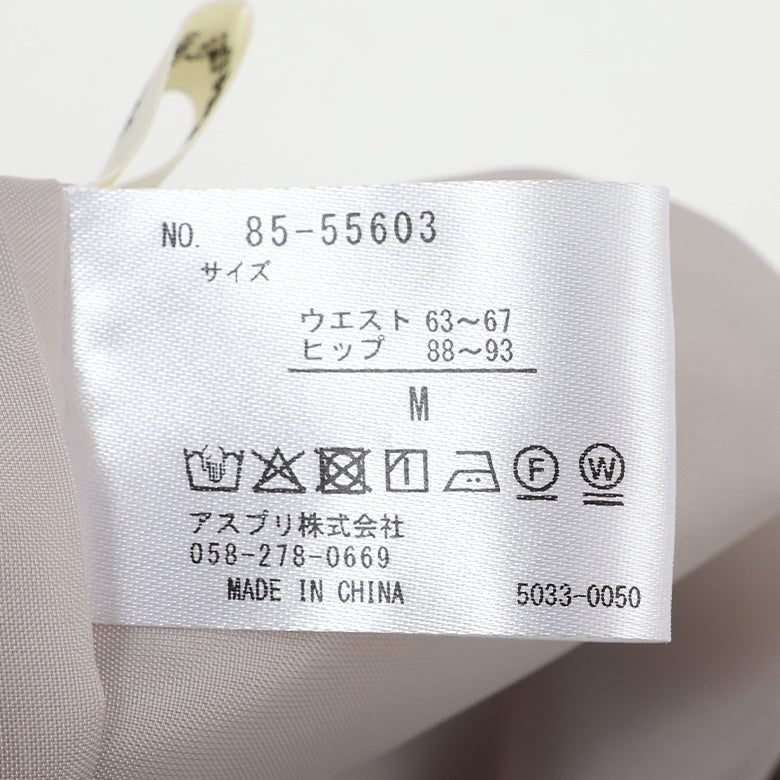 NO. 85-55603
サイズ
ウエスト 63～67
ヒップ 88～93
M
F W
アスプリ株式会社
058-278-0669
MADE IN CHINA 5033-0050